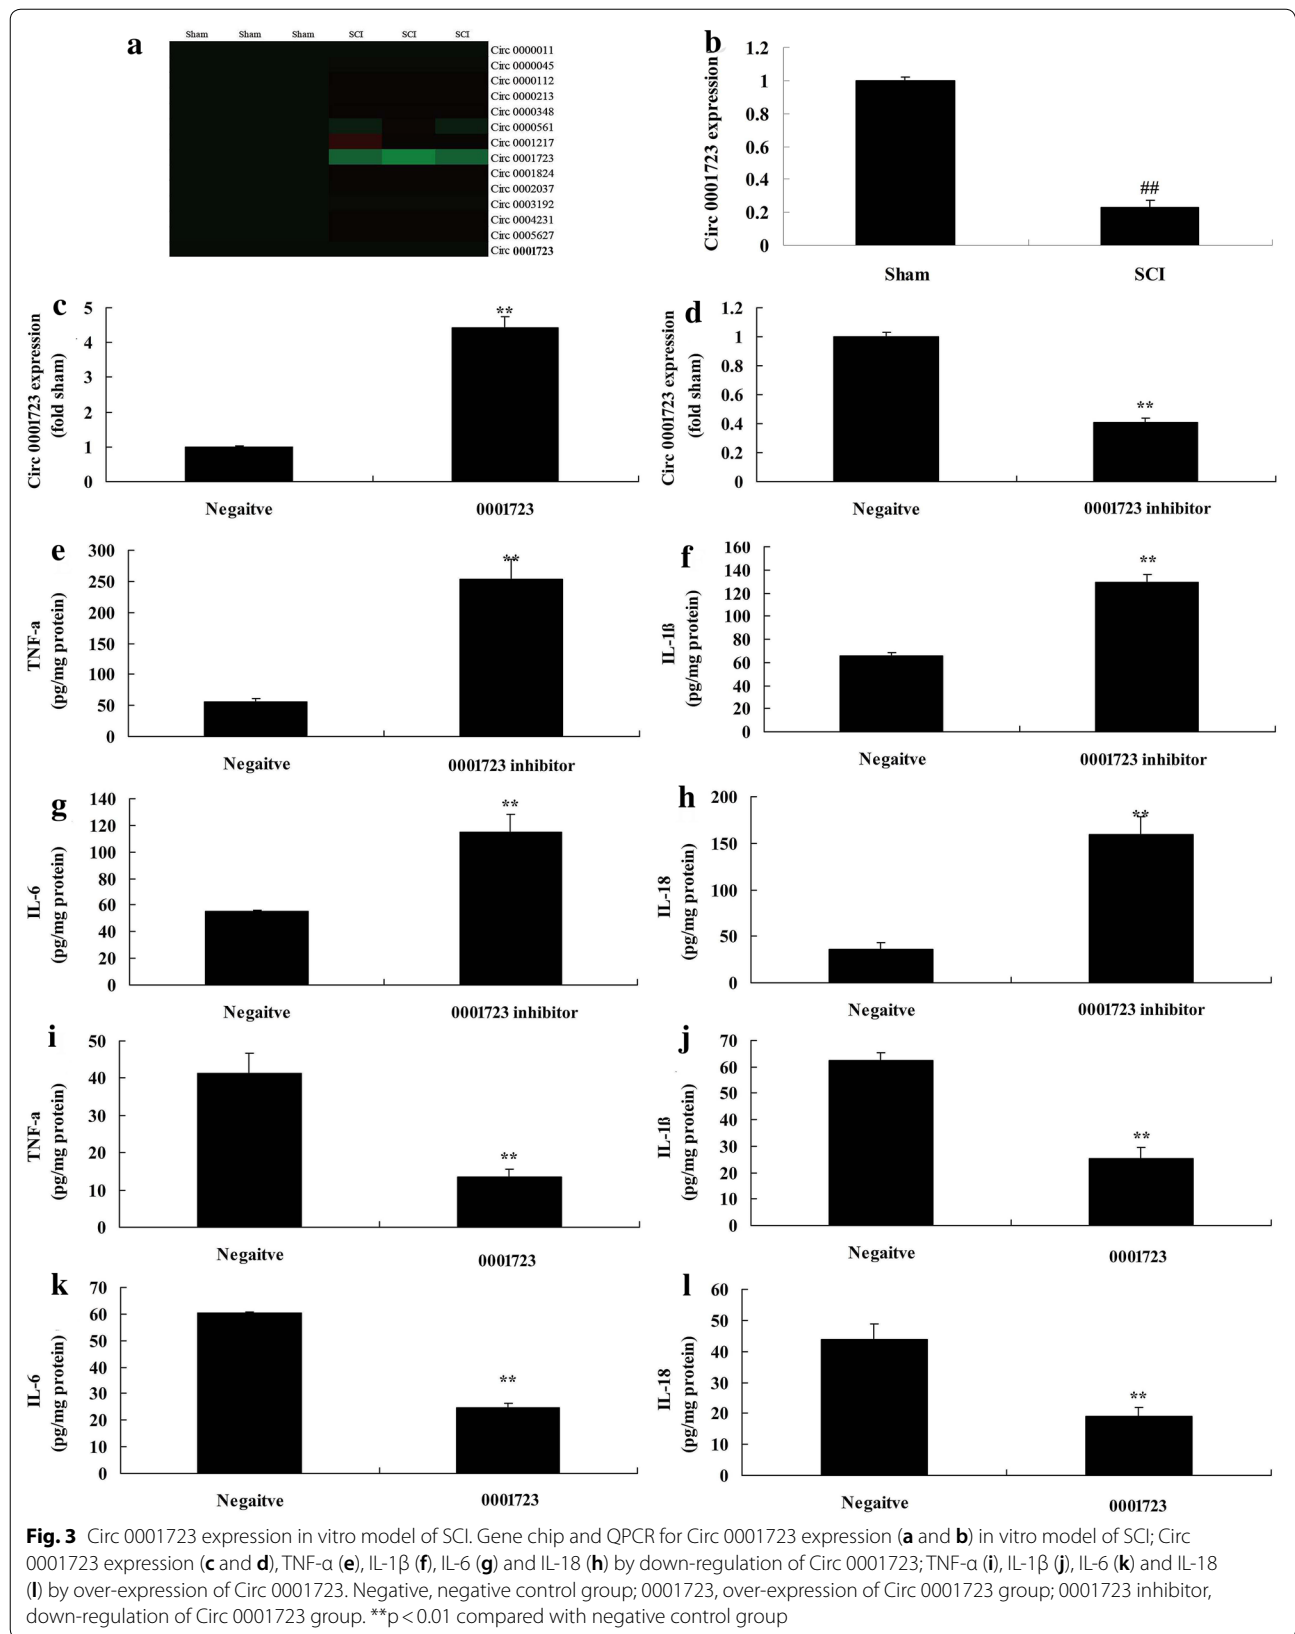 a
Sham Sham Sham SCI SCI SCI
Circ 0000011
Circ 0000045
Circ 0000112
Circ 0000213
Circ 0000348
Circ 0000561
Circ 0001217
Circ 0001723
Circ 0001824
Circ 0002037
Circ 0003192
Circ 0004231
Circ 0005627
Circ 0001723
b
Circ 0001723 expression
1.2
1
0.8
0.6
0.4
0.2
0
##
Sham SCI
c
Circ 0001723 expression
(fold sham)
5
4
3
2
1
0
**
Negaitve 0001723
d
Circ 0001723 expression
(fold sham)
1.2
1
0.8
0.6
0.4
0.2
0
**
Negaitve 0001723 inhibitor
e
TNF-a
(pg/mg protein)
300
250
200
150
100
50
0
**
Negaitve 0001723 inhibitor
f
IL-1ß
(pg/mg protein)
160
140
120
100
80
60
40
20
0
**
Negaitve 0001723 inhibitor
g
IL-6
(pg/mg protein)
140
120
100
80
60
40
20
0
**
Negaitve 0001723 inhibitor
h
IL-18
(pg/mg protein)
200
150
100
50
0
**
Negaitve 0001723 inhibitor
i
TNF-a
(pg/mg protein)
50
40
30
20
10
0
**
Negaitve 0001723
j
IL-1ß
(pg/mg protein)
70
60
50
40
30
20
10
0
**
Negaitve 0001723
k
IL-6
(pg/mg protein)
70
60
50
40
30
20
10
0
**
Negaitve 0001723
l
IL-18
(pg/mg protein)
60
50
40
30
20
10
0
**
Negaitve 0001723
Fig. 3 Circ 0001723 expression in vitro model of SCI. Gene chip and QPCR for Circ 0001723 expression (a and b) in vitro model of SCI; Circ
0001723 expression (c and d), TNF-α (e), IL-1β (f), IL-6 (g) and IL-18 (h) by down-regulation of Circ 0001723; TNF-α (i), IL-1β (j), IL-6 (k) and IL-18
(l) by over-expression of Circ 0001723. Negative, negative control group; 0001723, over-expression of Circ 0001723 group; 0001723 inhibitor,
down-regulation of Circ 0001723 group. **p < 0.01 compared with negative control group